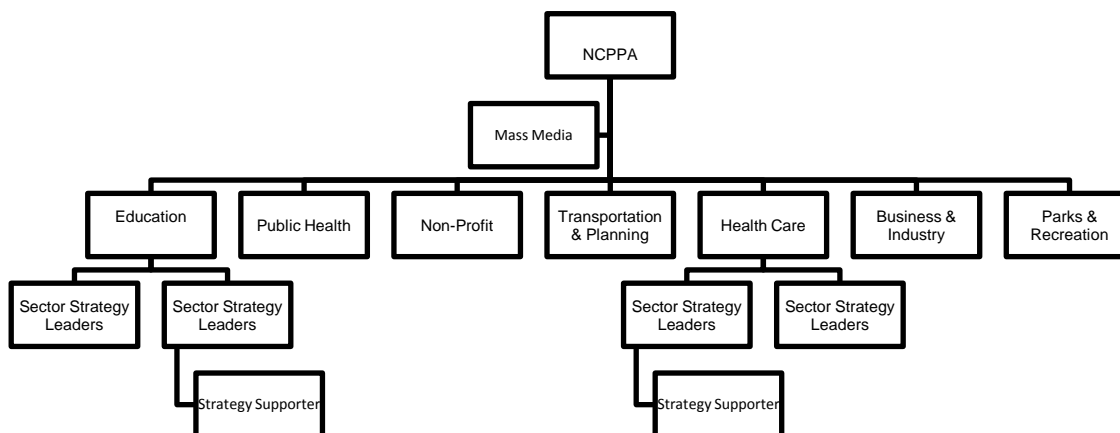 NCPPA
Mass Media
Education
Public Health
Non-Profit
Transportation
& Planning
Health Care
Business &
Industry
Parks &
Recreation
Sector Strategy
Leaders
Sector Strategy
Leaders
Sector Strategy
Leaders
Sector Strategy
Leaders
Strategy Supporter
Strategy Supporter